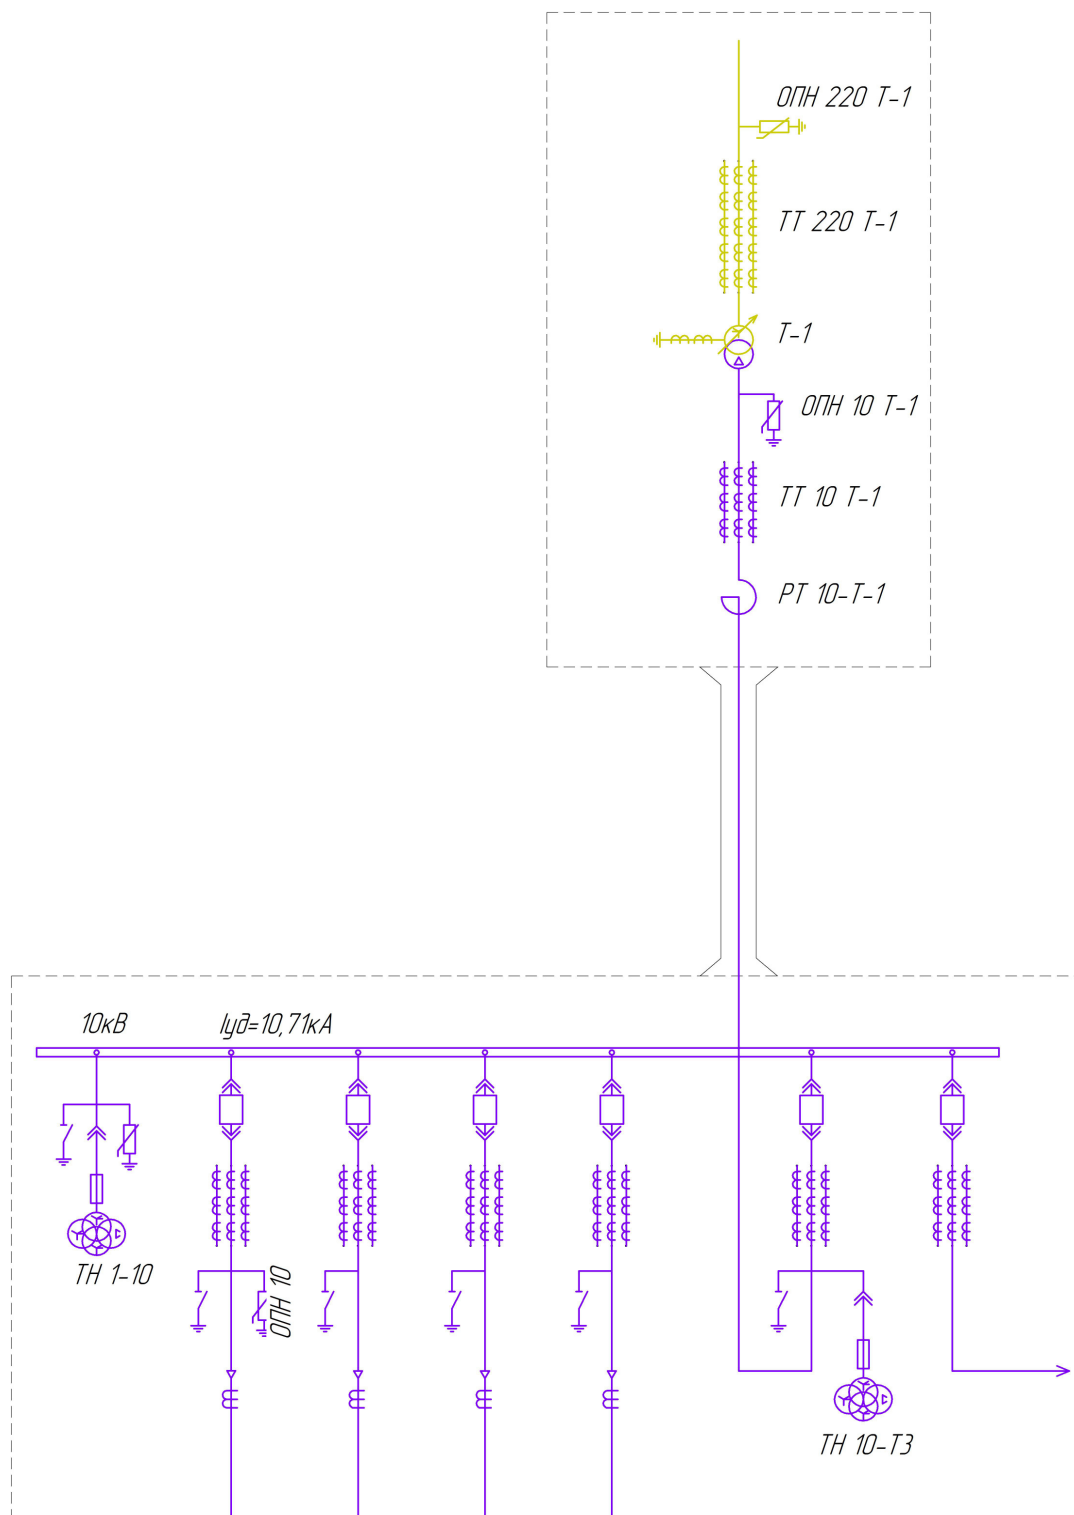 ОПН 220 Т-1
ТТ 220 Т-1
Т-1
ОПН 10 Т-1
ТТ 10 Т-1
РТ 10-Т-1
10кВ
Iуд=10,71кА
ТН 1-10
ОПН 10
ТН 10-Т3